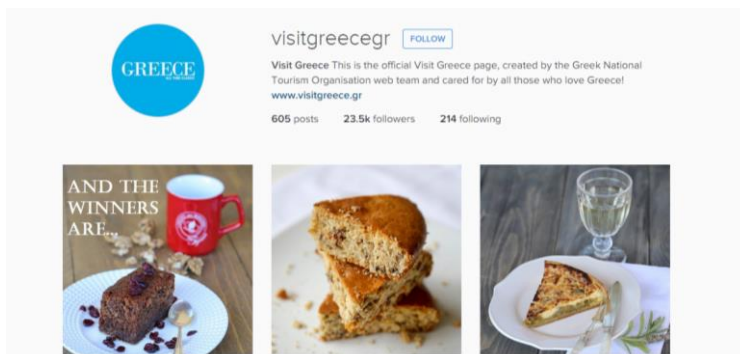 GREECE
visitgreecegr FOLLOW
Visit Greece This is the official Visit Greece page, created by the Greek National
Tourism Organisation web team and cared for by all those who love Greece!
www.visitgreece.gr
605 posts 23.5k followers 214 following
AND THE
WINNERS
ARE...